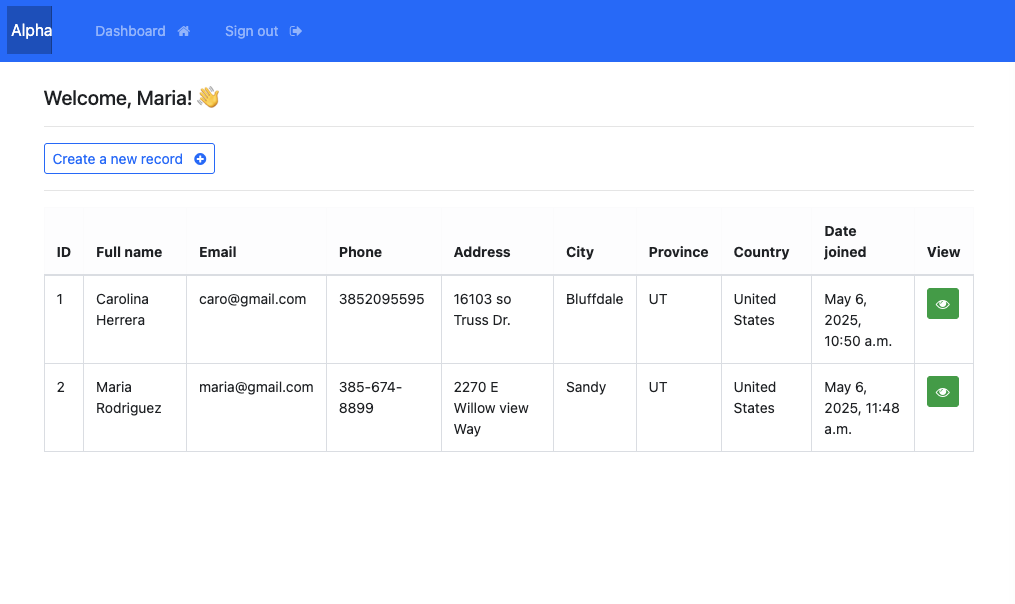 Alpha Dashboard Sign out
Welcome, Maria! 👋
Create a new record
ID Full name Email Phone Address City Province Country Date joined View
1 Carolina Herrera caro@gmail.com 3852095595 16103 so Truss Dr. Bluffdale UT United States May 6, 2025, 10:50 a.m.
2 Maria Rodriguez maria@gmail.com 385-674-8899 2270 E Willow view Way Sandy UT United States May 6, 2025, 11:48 a.m.